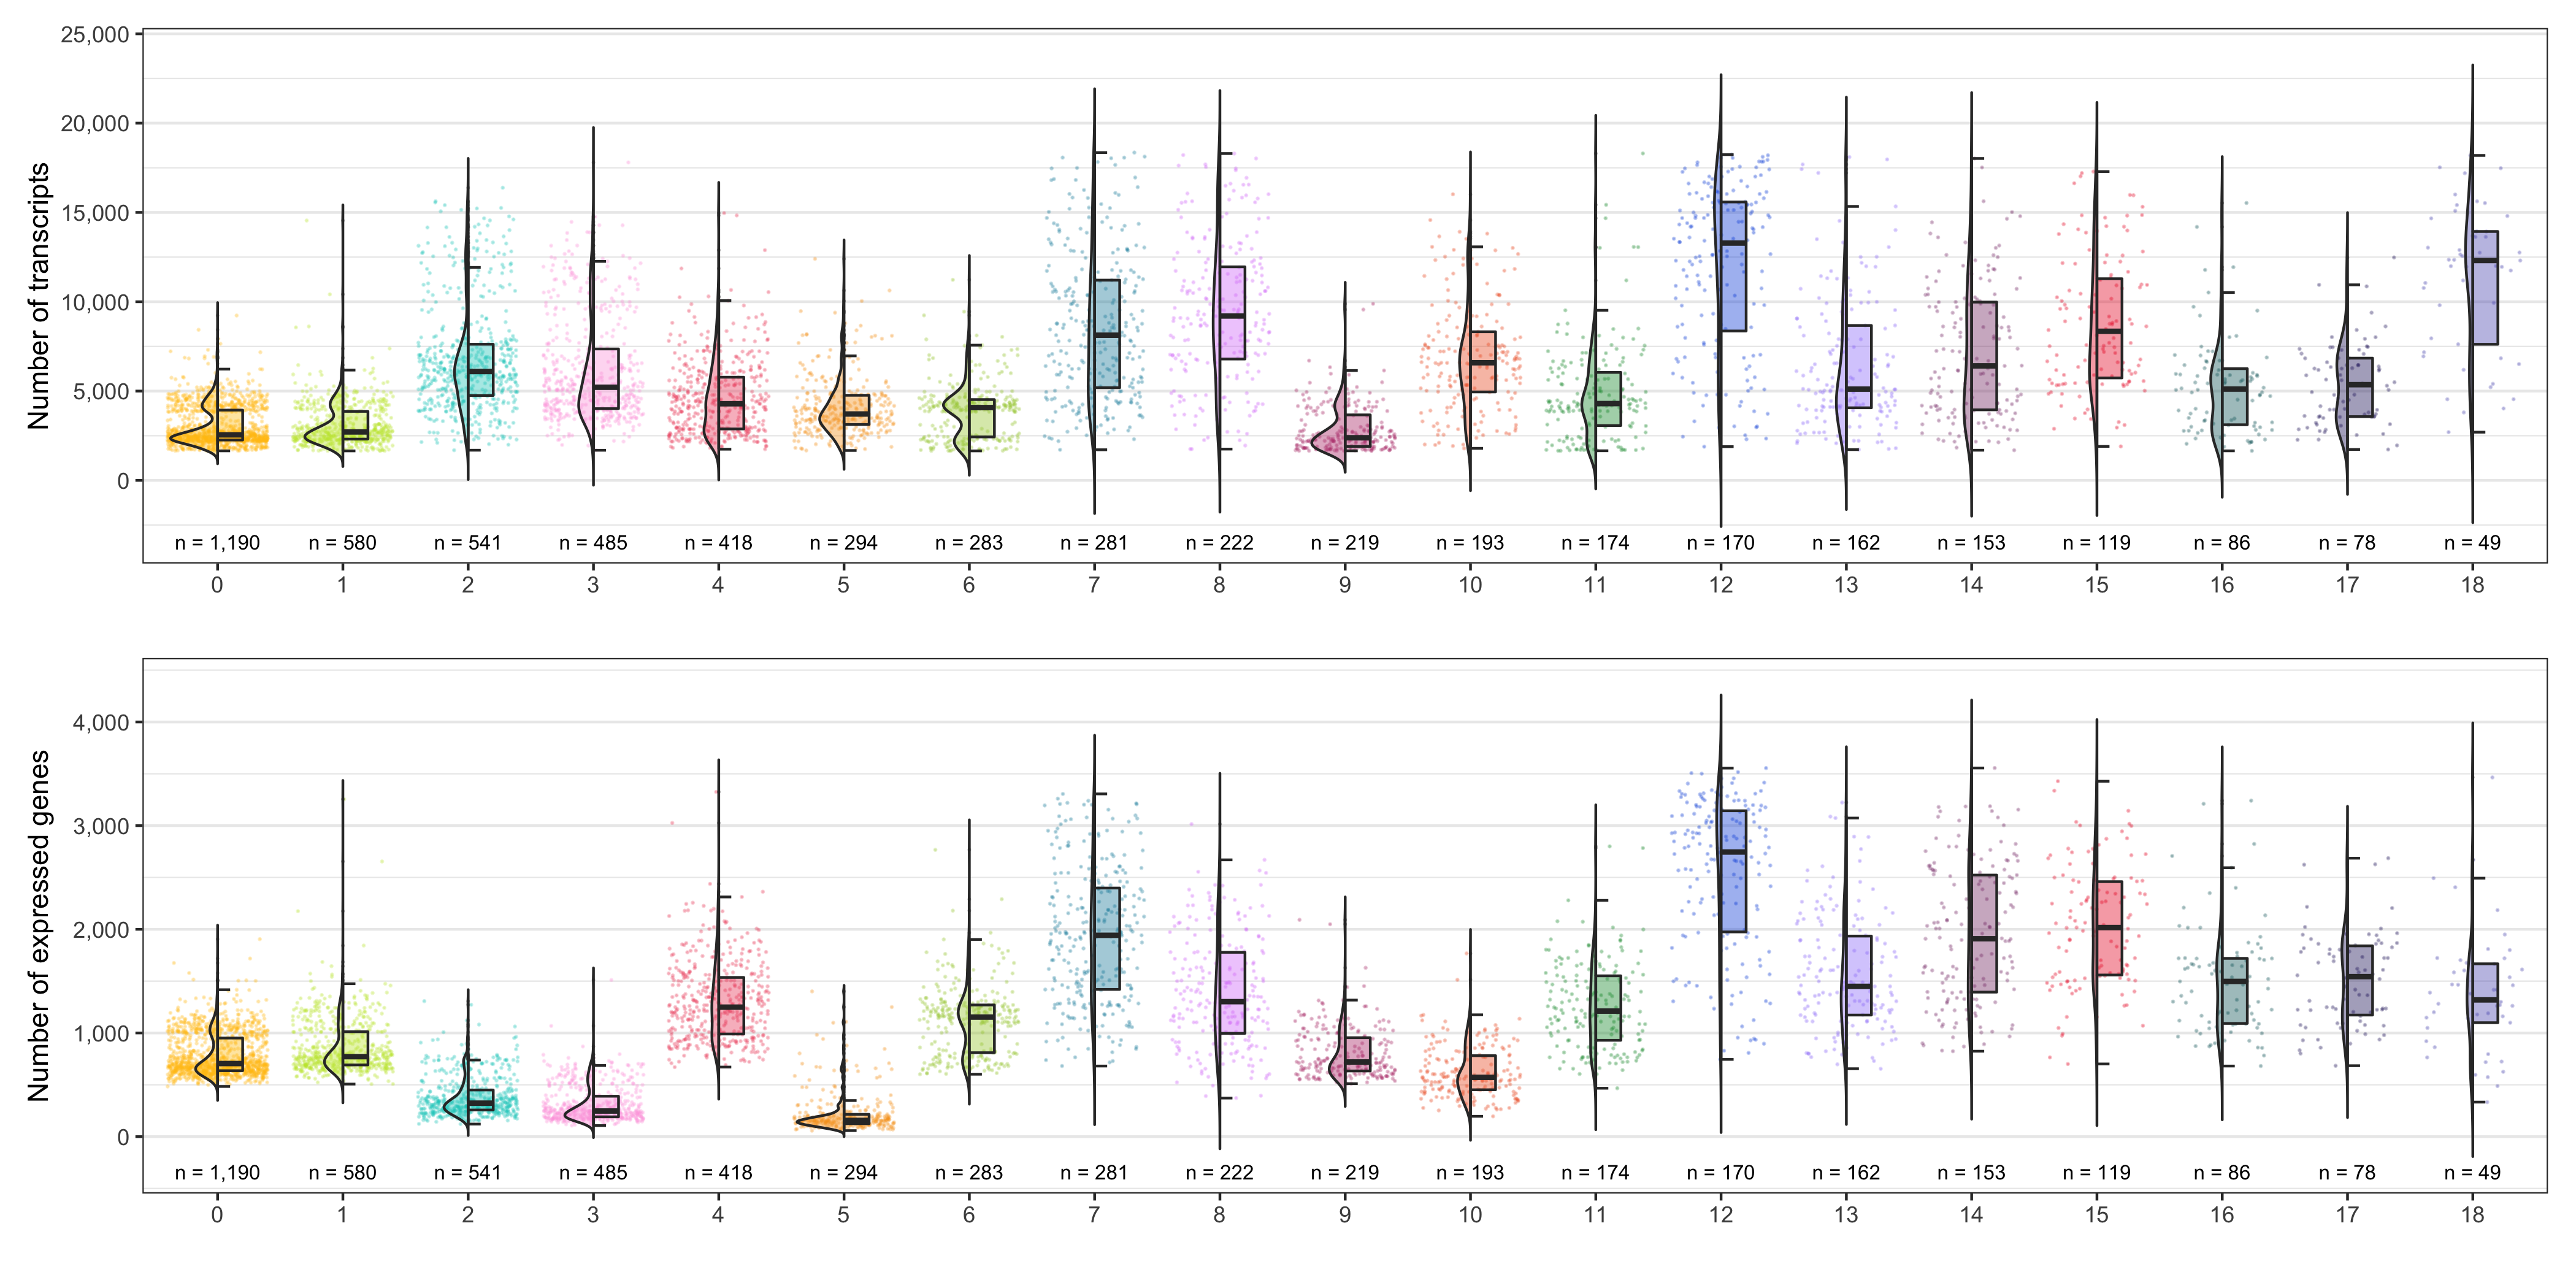 Number of transcripts
25,000
20,000
15,000
10,000
5,000
0
n = 1,190 n = 580 n = 541 n = 485 n = 418 n = 294 n = 283 n = 281 n = 222 n = 219 n = 193 n = 174 n = 170 n = 162 n = 153 n = 119 n = 86 n = 78 n = 49
0 1 2 3 4 5 6 7 8 9 10 11 12 13 14 15 16 17 18
Number of expressed genes
4,000
3,000
2,000
1,000
0
n = 1,190 n = 580 n = 541 n = 485 n = 418 n = 294 n = 283 n = 281 n = 222 n = 219 n = 193 n = 174 n = 170 n = 162 n = 153 n = 119 n = 86 n = 78 n = 49
0 1 2 3 4 5 6 7 8 9 10 11 12 13 14 15 16 17 18